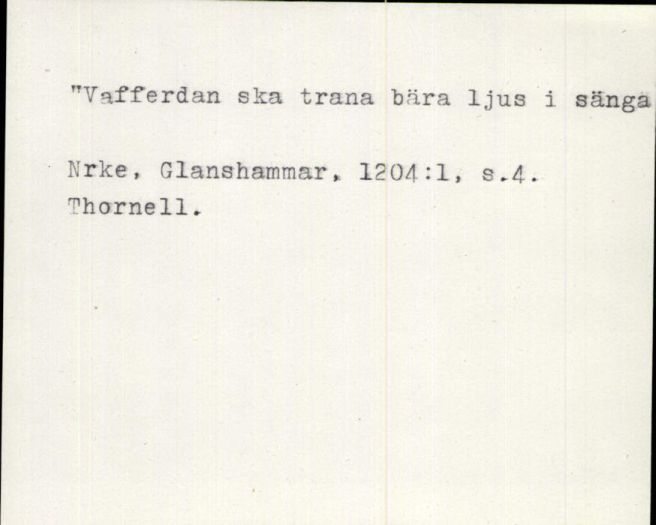 "Vafferdan ska trana bära ljus i sänga
Nrke, Glanshammar, 1204:1, s.4.
Thornell.